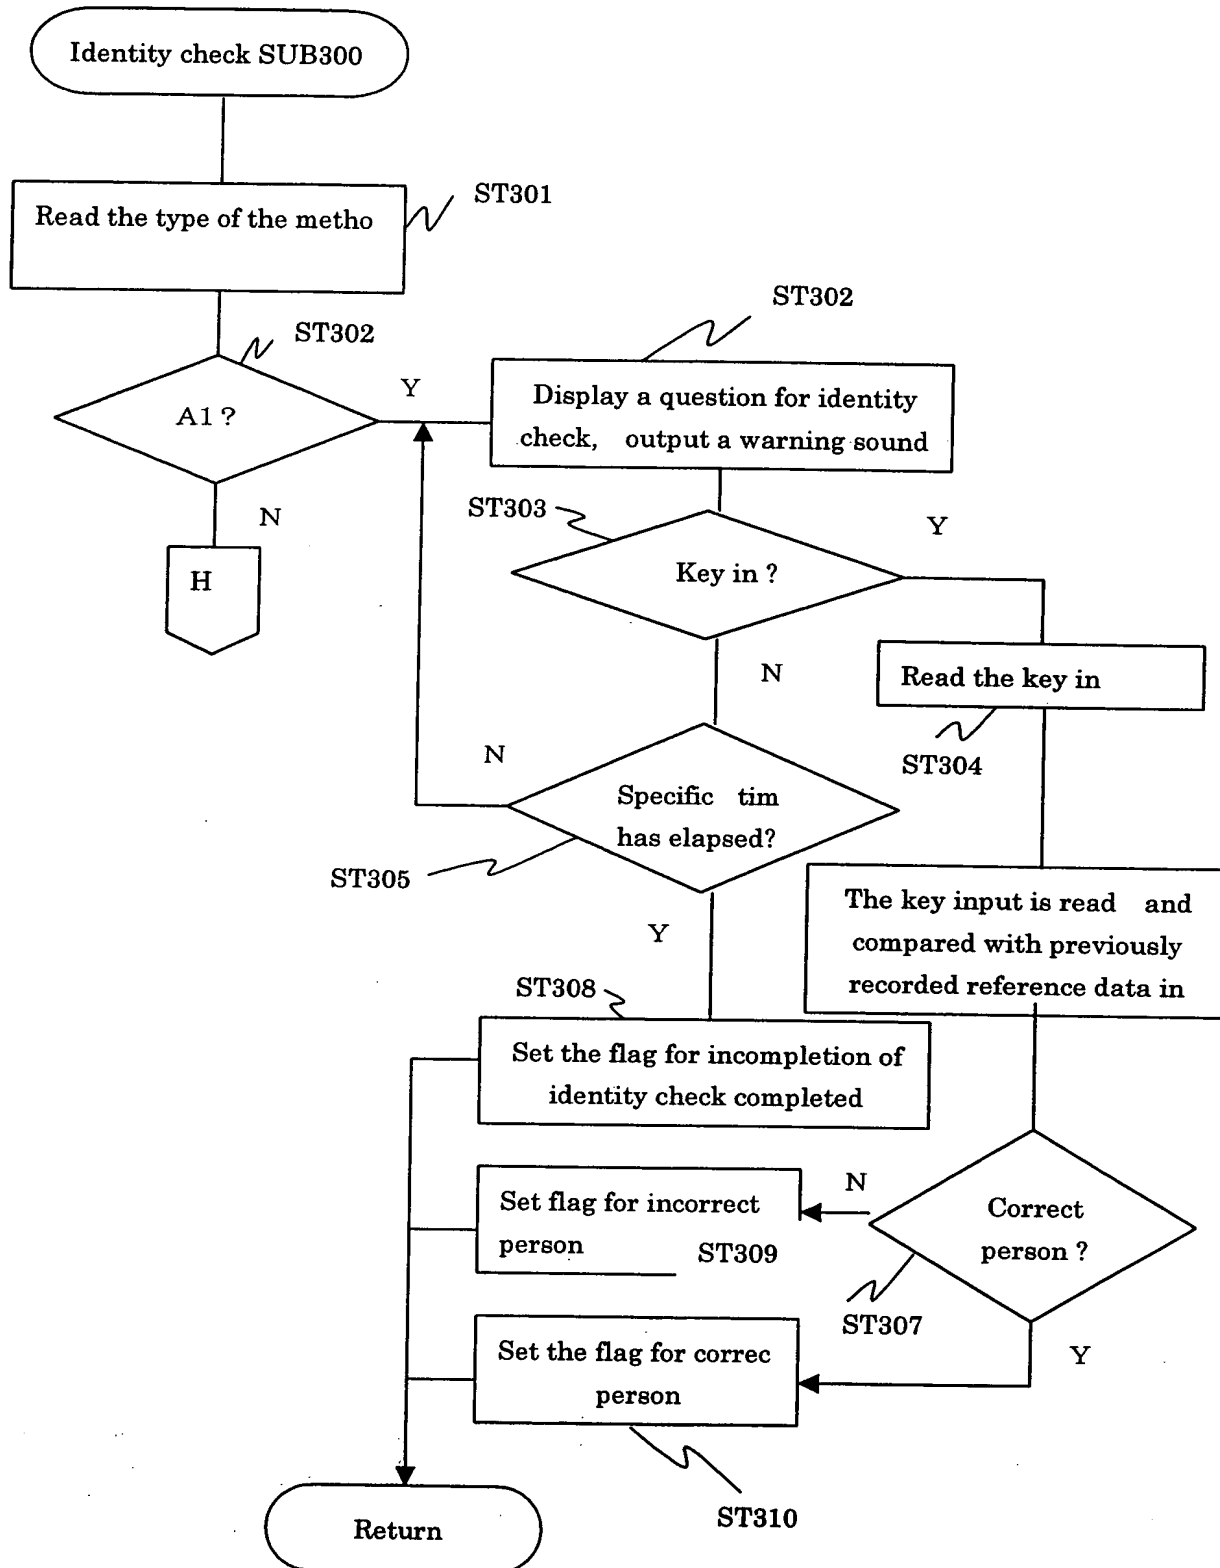 Identity check SUB300
ST301
Read the type of the metho
ST302
ST302
A1 ?
Y
Display a question for identity
check, output a warning sound
N
H
ST303
Key in ?
Y
N
Read the key in
ST304
N
Specific tim
has elapsed?
ST305
Y
The key input is read and
compared with previously
recorded reference data in
ST308
Set the flag for incompletion of
identity check completed
Set flag for incorrect
person
ST309
N
Correct
person ?
ST307
Y
Set the flag for correc
person
ST310
Return